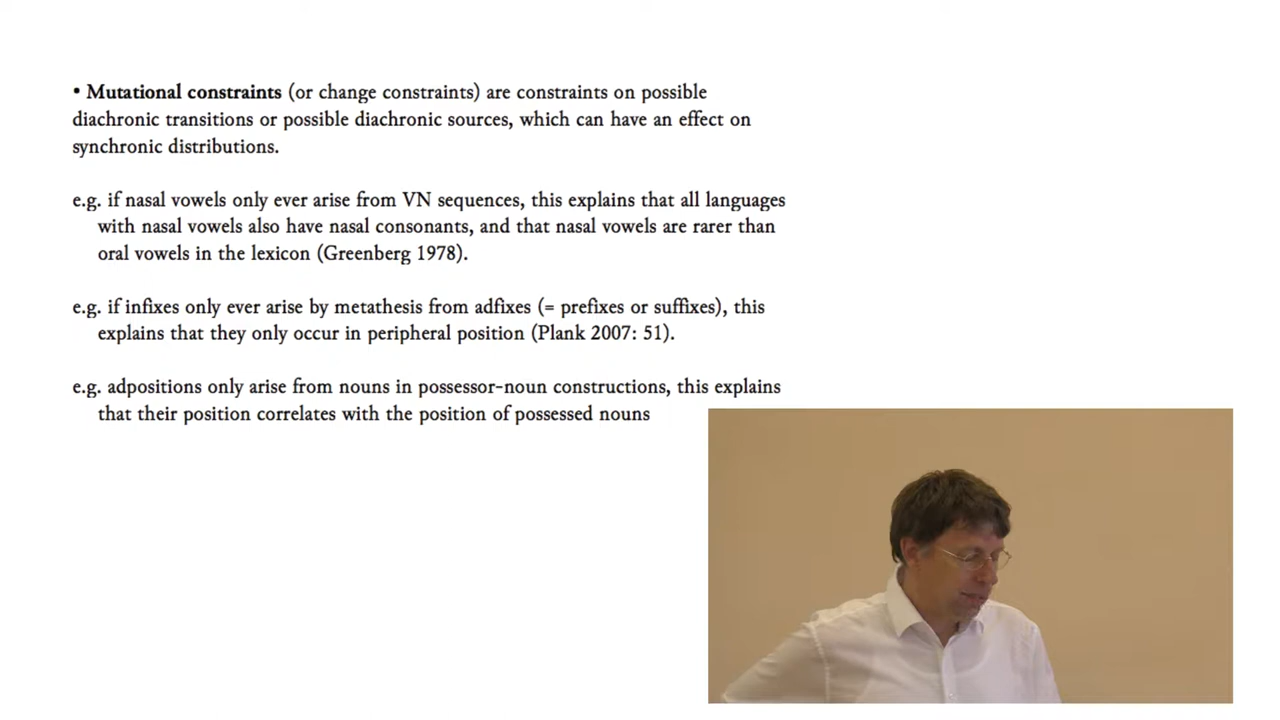 • Mutational constraints (or change constraints) are constraints on possible
diachronic transitions or possible diachronic sources, which can have an effect on
synchronic distributions.
e.g. if nasal vowels only ever arise from VN sequences, this explains that all languages
with nasal vowels also have nasal consonants, and that nasal vowels are rarer than
oral vowels in the lexicon (Greenberg 1978).
e.g. if infixes only ever arise by metathesis from adfixes (= prefixes or suffixes), this
explains that they only occur in peripheral position (Plank 2007: 51).
e.g. adpositions only arise from nouns in possessor-noun constructions, this explains
that their position correlates with the position of possessed nouns